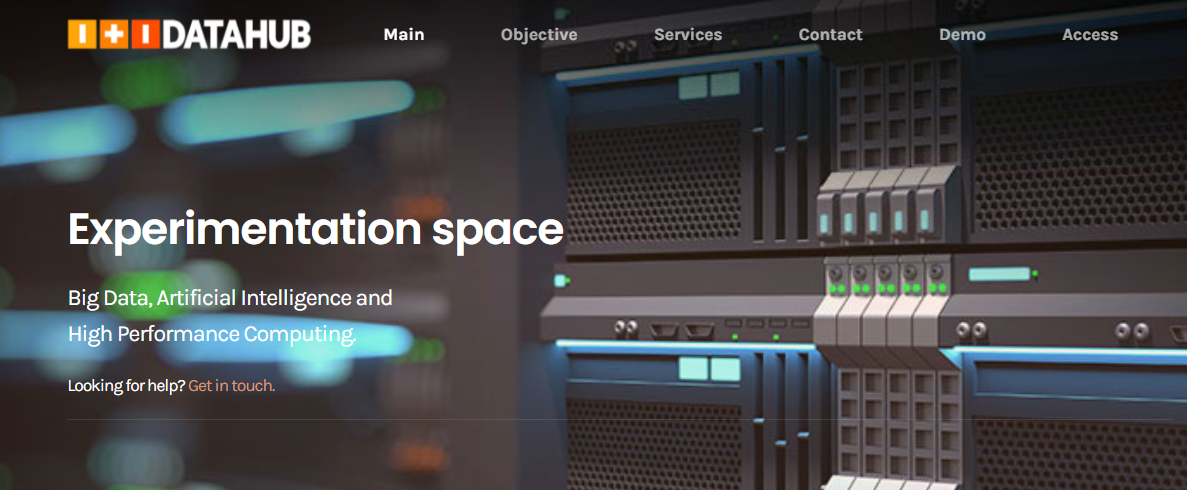 I+I DATAHUB
Main Objective Services Contact Demo Access
Experimentation space
Big Data, Artificial Intelligence and
High Performance Computing.
Looking for help? Get in touch.